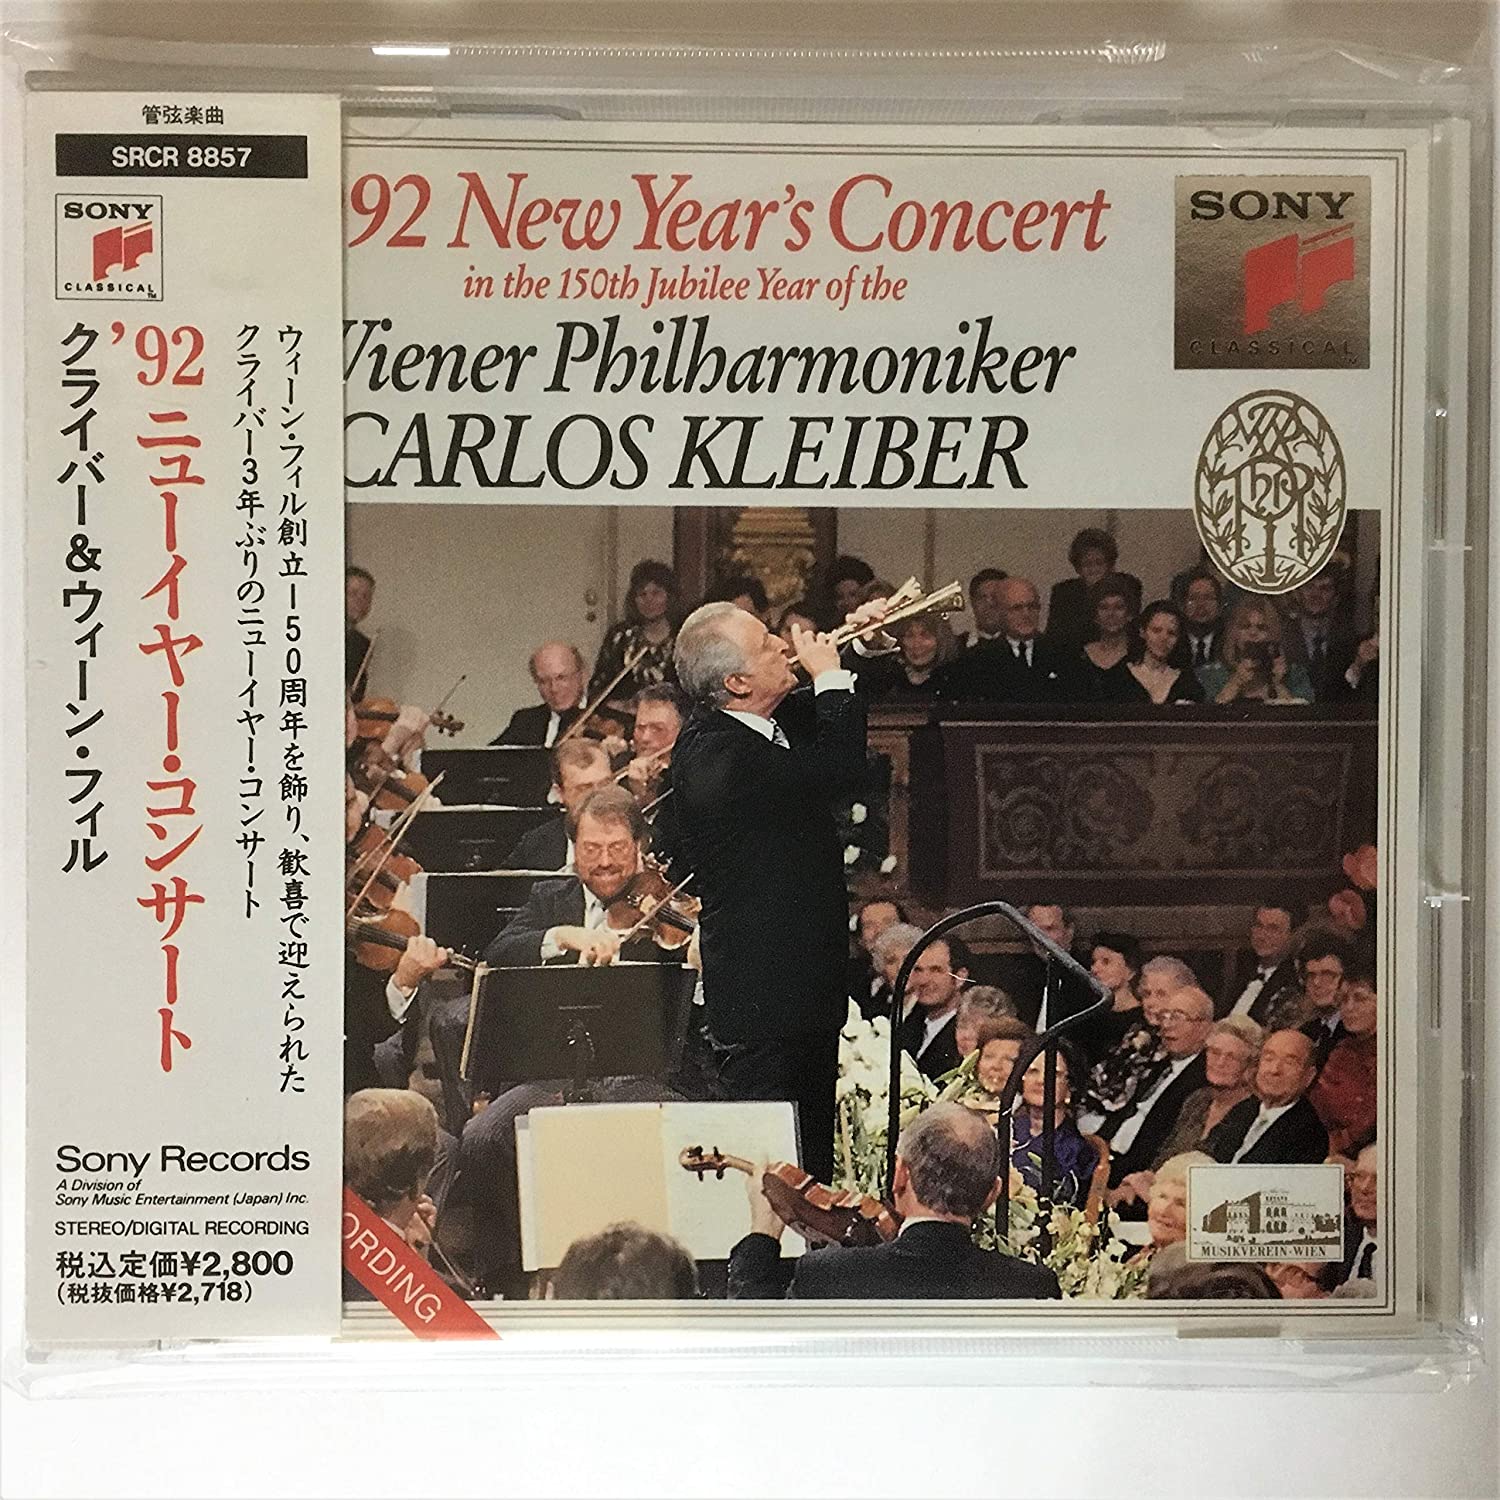 管弦楽曲
SRCR 8857
SONY
CLASSICAL
TM
ウィーン・フィル創立150周年を飾り、歓喜で迎えられた
クライバー3年ぶりのニューイヤー・コンサート
'92 ニューイヤー・コンサート
クライバー&ウィーン・フィル
Sony Records
A Division of
Sony Music Entertainment (Japan) Inc.
STEREO/DIGITAL RECORDING
税込定価¥2,800
(税抜価格¥2,718)
92 New Year's Concert
in the 150th Jubilee Year of the
Wiener Philharmoniker
CARLOS KLEIBER
SONY
CLASSICAL
TM
ORDING
MUSIKVEREIN-WIEN